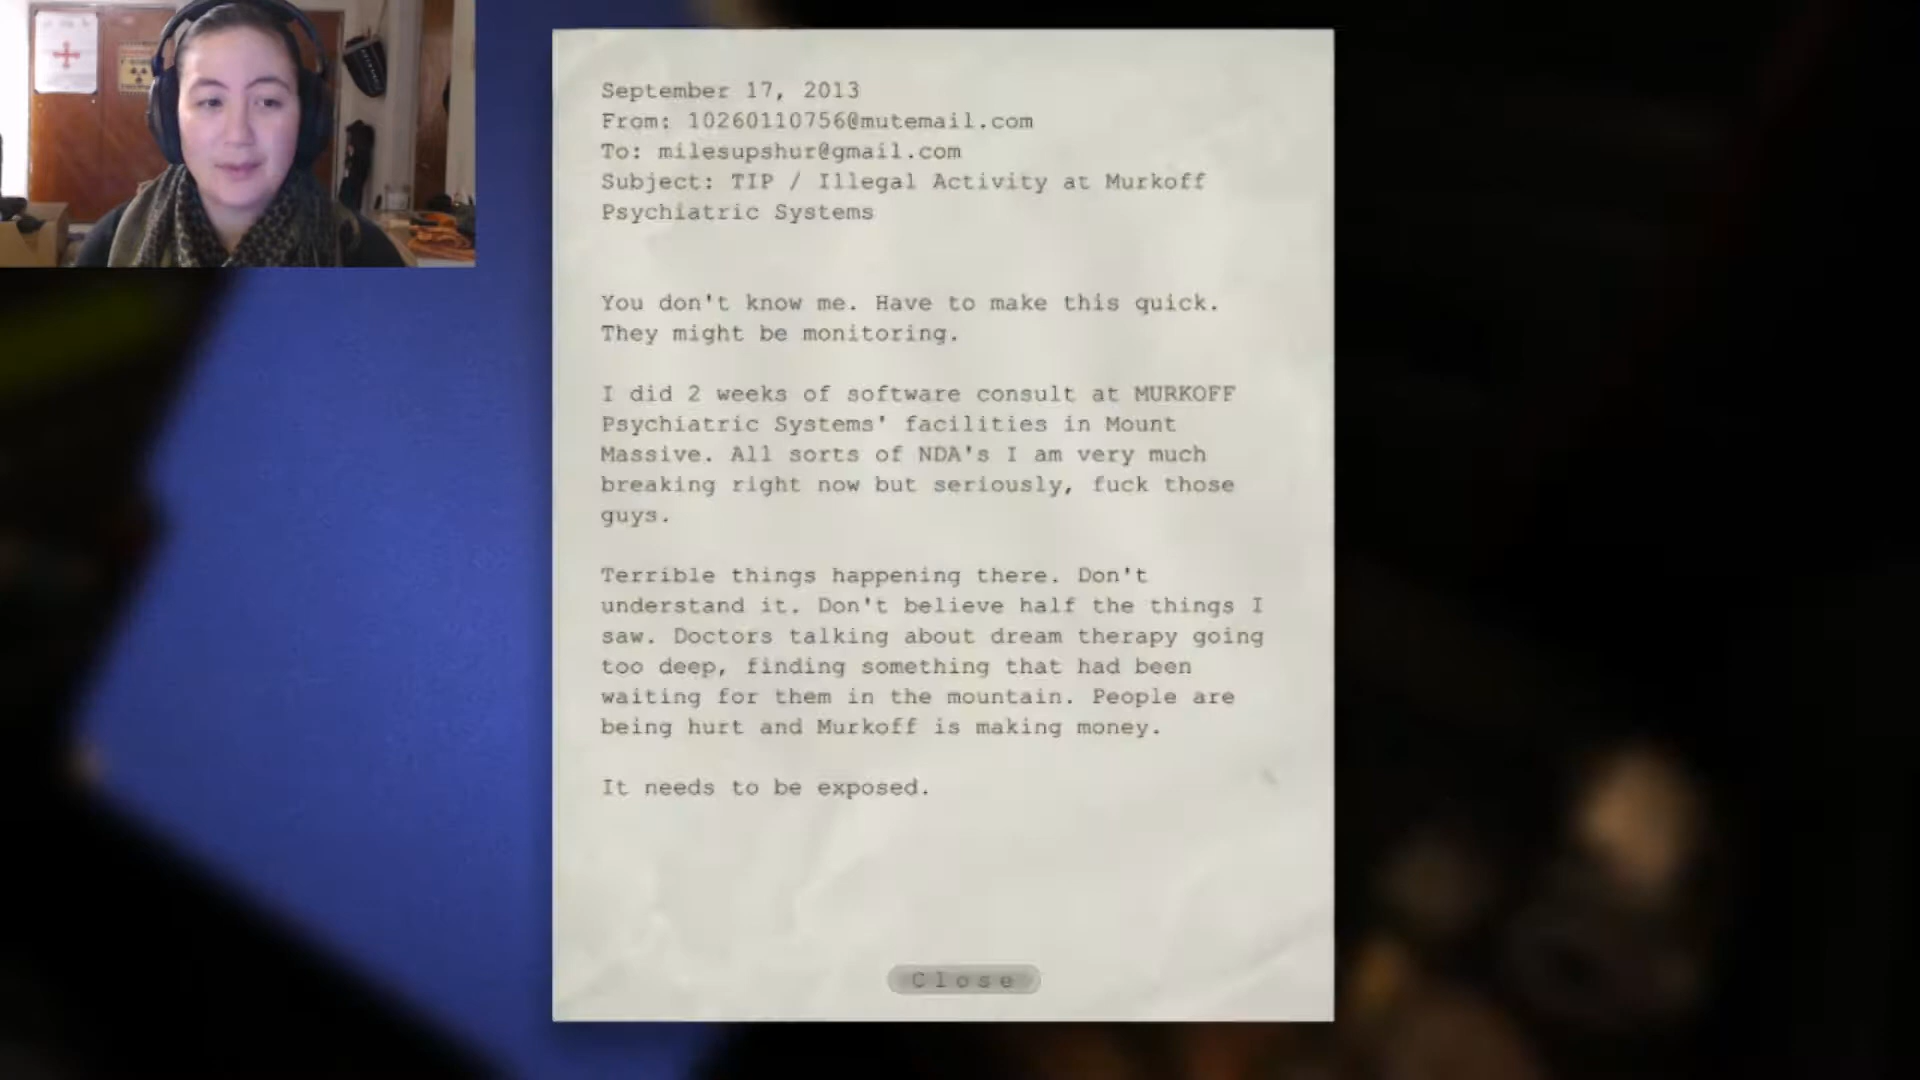 September 17, 2013
From: 10260110756@mutemail.com
To: milesupshur@gmail.com
Subject: TIP / Illegal Activity at Murkoff
Psychiatric Systems
You don't know me. Have to make this quick.
They might be monitoring.
I did 2 weeks of software consult at MURKOFF
Psychiatric Systems' facilities in Mount
Massive. All sorts of NDA's I am very much
breaking right now but seriously, fuck those
guys.
Terrible things happening there. Don't
understand it. Don't believe half the things I
saw. Doctors talking about dream therapy going
too deep, finding something that had been
waiting for them in the mountain. People are
being hurt and Murkoff is making money.
It needs to be exposed.
Close